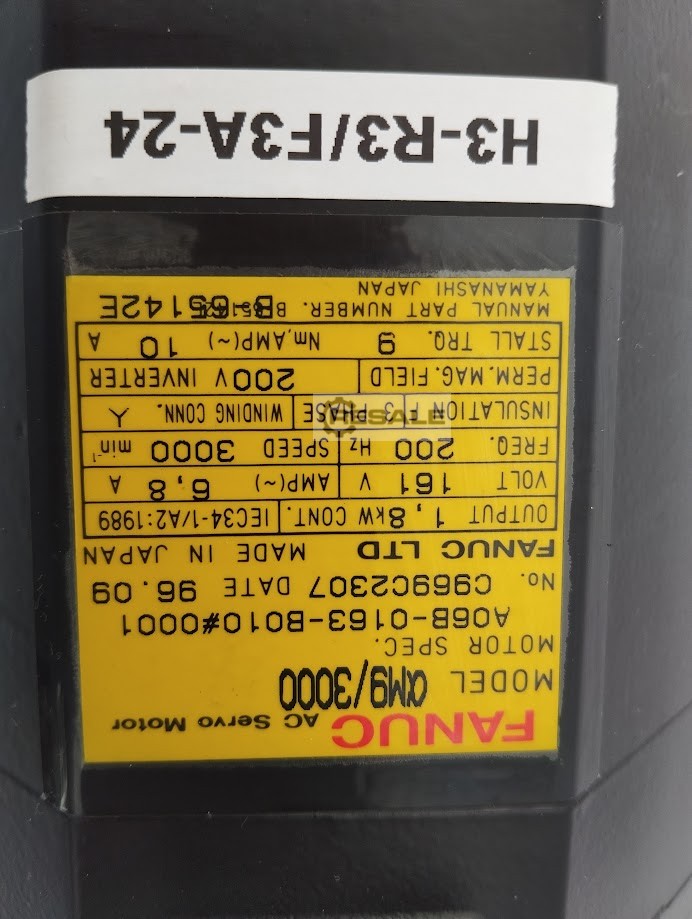 FANUC AC Servo Motor
MODEL αM9/3000
MOTOR SPEC.
A06B-0163-B010#0001
No. C969C2307 DATE 96.09
FANUC LTD MADE IN JAPAN
OUTPUT 1,8kW CONT. IEC34-1/A2:1989
VOLT 161 V AMP(~) 6,8 A
FREQ. 200 Hz SPEED 3000 min-1
INSULATION F 3-PHASE WINDING CONN. Y
PERM.MAG.FIELD 200V INVERTER
STALL TRQ. 9 Nm,AMP(~) 10 A
MANUAL PART NUMBER. B-65142E
YAMANASHI JAPAN
H3-R3/F3A-24